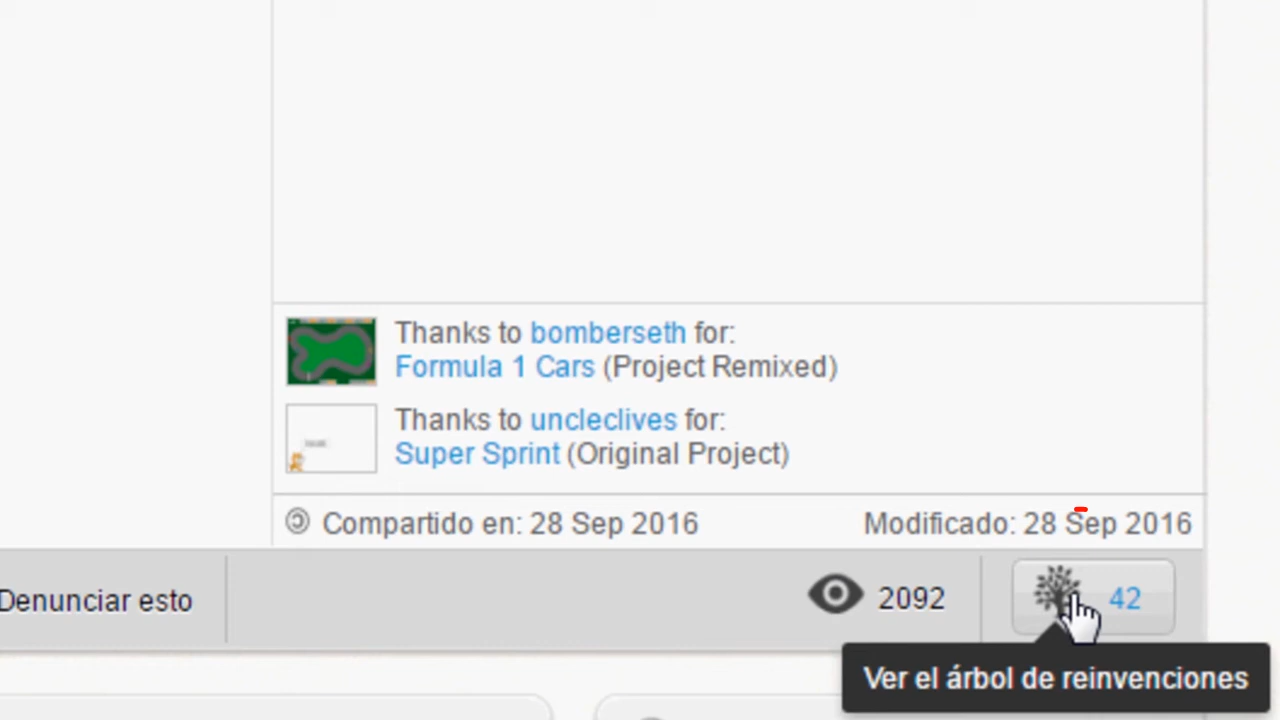 Thanks to bomberseth for:
Formula 1 Cars (Project Remixed)
Thanks to uncleclives for:
Super Sprint (Original Project)
Compartido en: 28 Sep 2016
Modificado: 28 Sep 2016
Denunciar esto
2092
42
Ver el árbol de reinvenciones